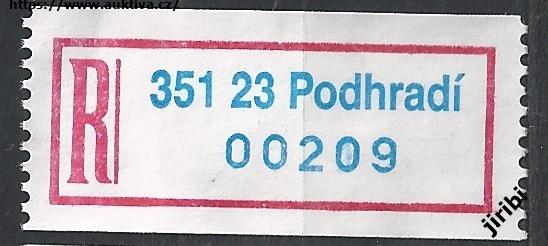 https://www.auktiva.cz/
R 351 23 Podhradí
00209
jiribi